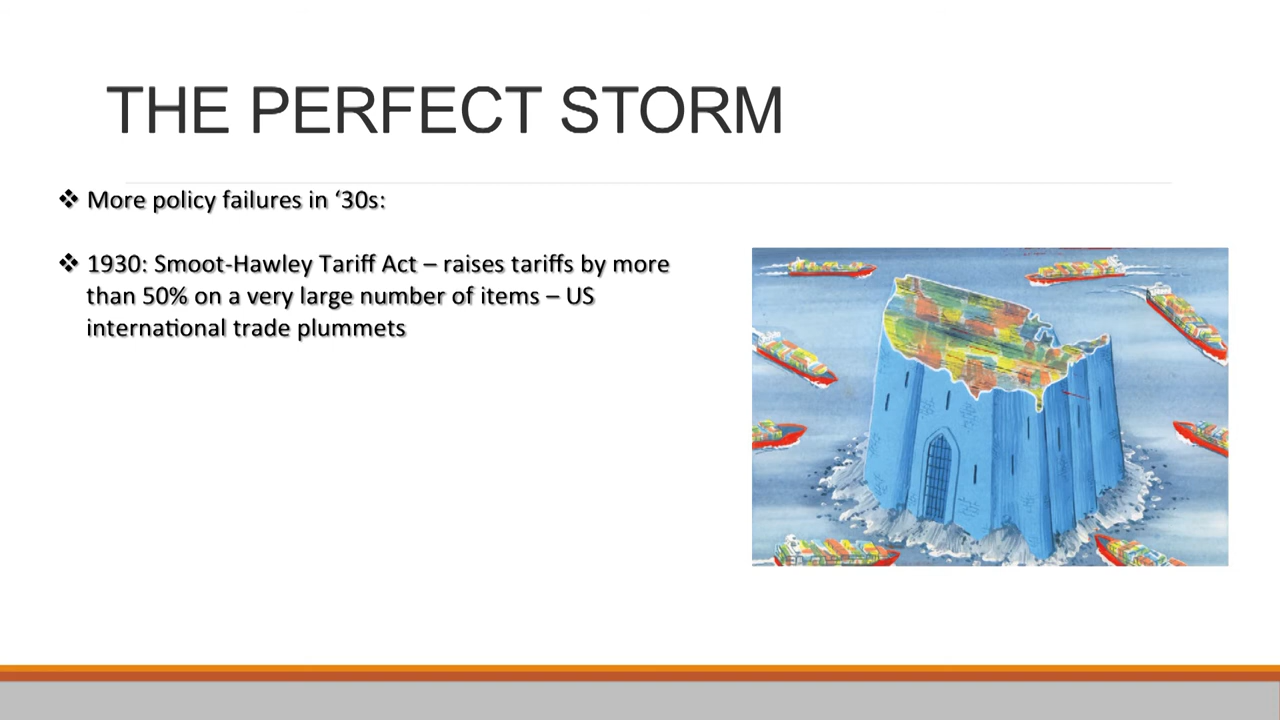 THE PERFECT STORM
❖ More policy failures in ‘30s:
❖ 1930: Smoot-Hawley Tariff Act – raises tariffs by more
than 50% on a very large number of items – US
international trade plummets